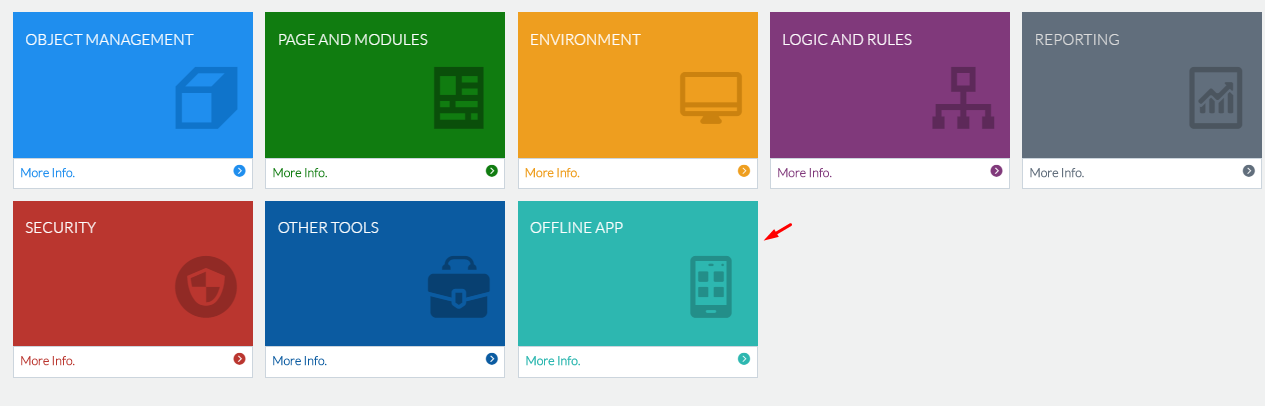 OBJECT MANAGEMENT
PAGE AND MODULES
ENVIRONMENT
LOGIC AND RULES
REPORTING
More Info.
More Info.
More Info.
More Info.
More Info.
SECURITY
OTHER TOOLS
OFFLINE APP
More Info.
More Info.
More Info.